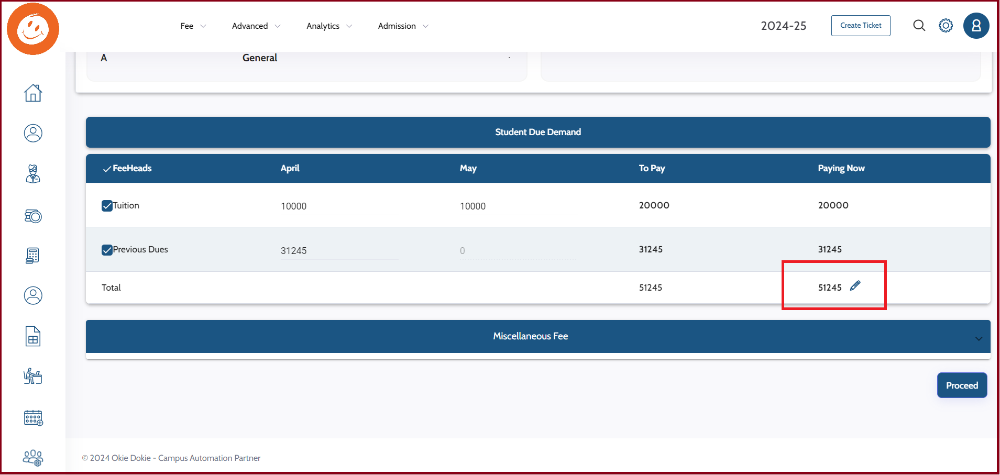 Fee Advanced Analytics Admission 2024-25 Create Ticket
A General .
Student Due Demand
FeeHeads April May To Pay Paying Now
Tuition 10000 10000 20000 20000
Previous Dues 31245 0 31245 31245
Total 51245 51245
Miscellaneous Fee
Proceed
© 2024 Okie Dokie - Campus Automation Partner